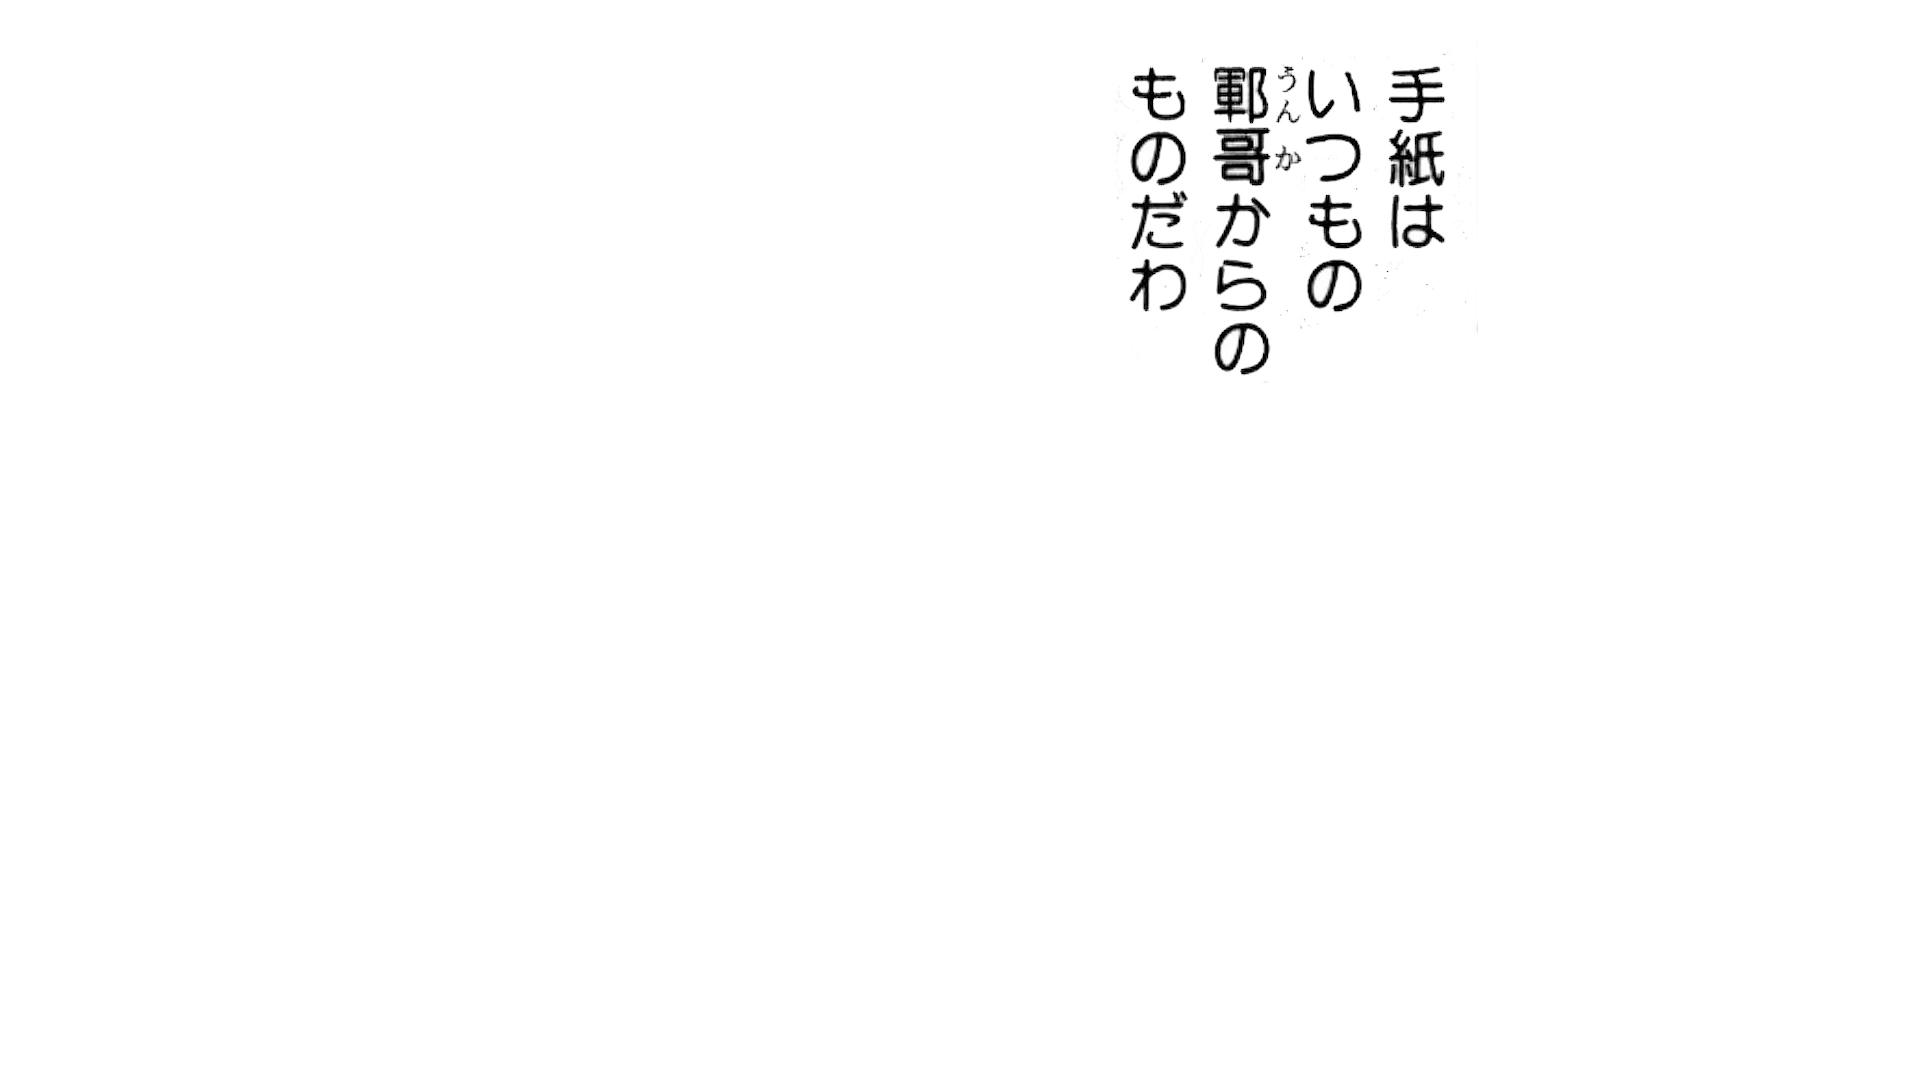 手紙は
いつもの
鄆哥からの
ものだわ